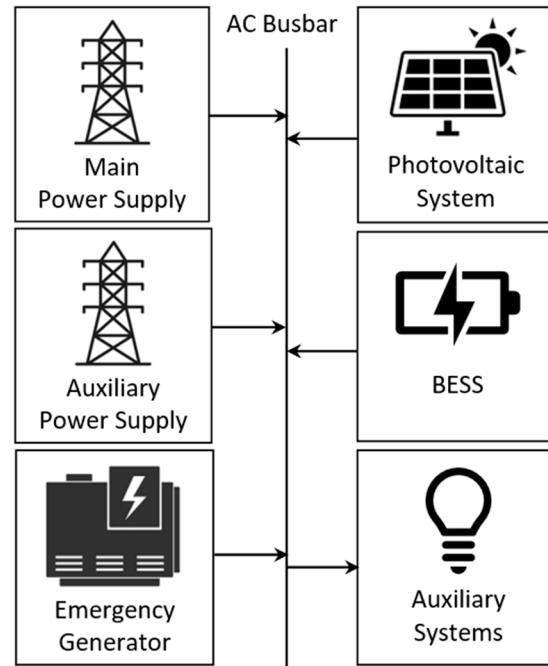 AC Busbar
Main
Power Supply
Photovoltaic
System
Auxiliary
Power Supply
BESS
Emergency
Generator
Auxiliary
Systems